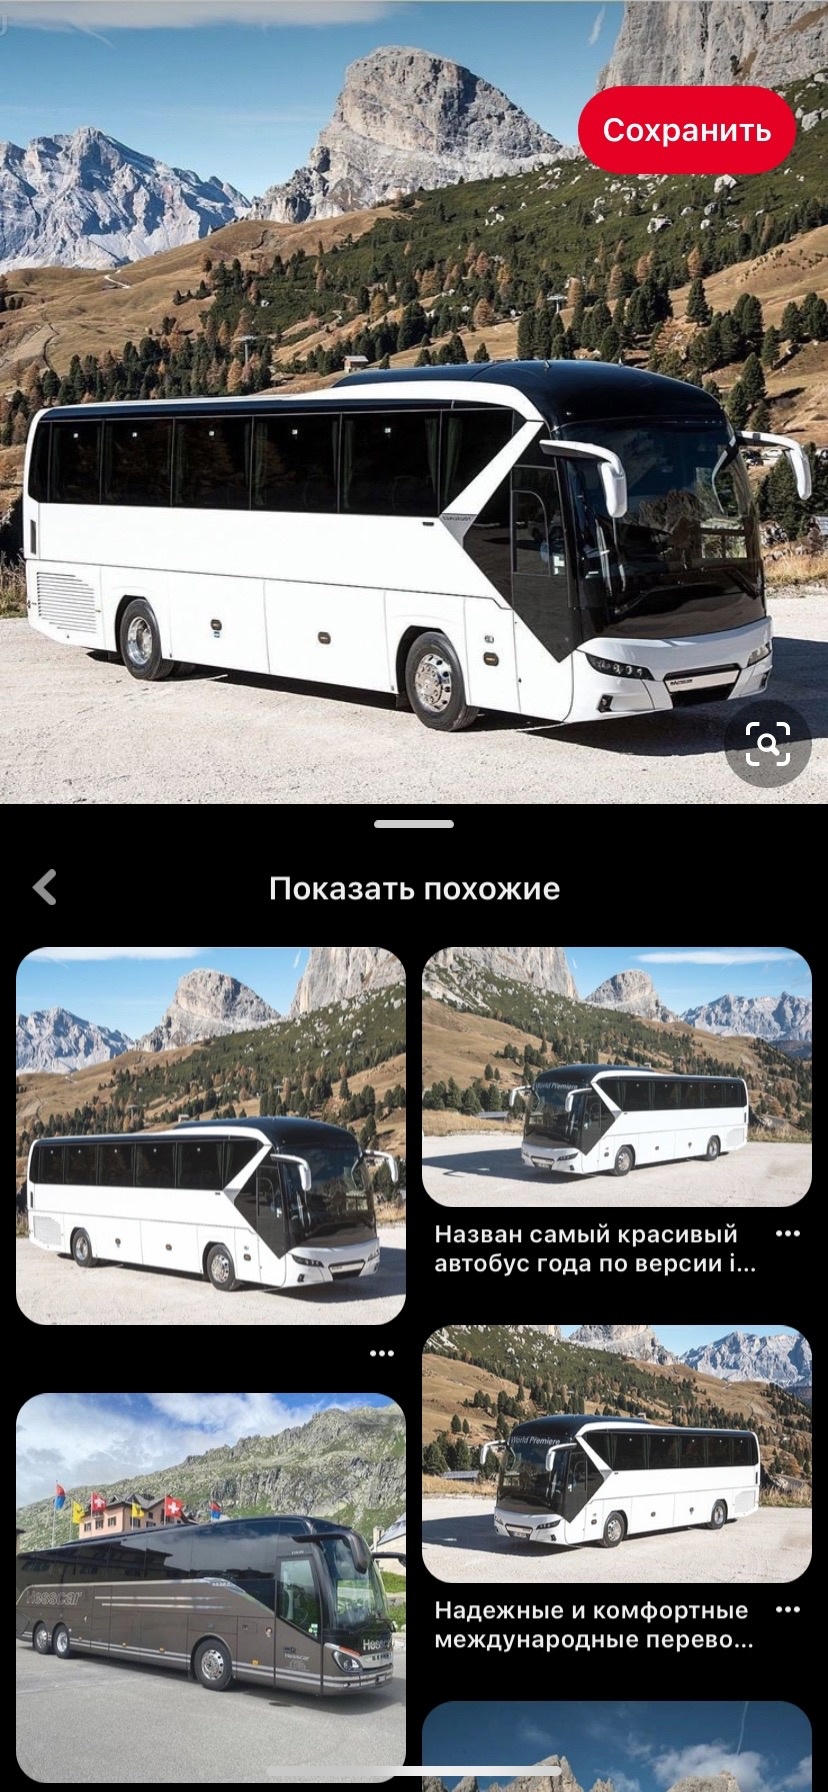 Сохранить
Показать похожие
World Premiere
Назван самый красивый
автобус года по версии i...
World Premiere
Надежные и комфортные
международные перево...
Hesscar
Hesscar